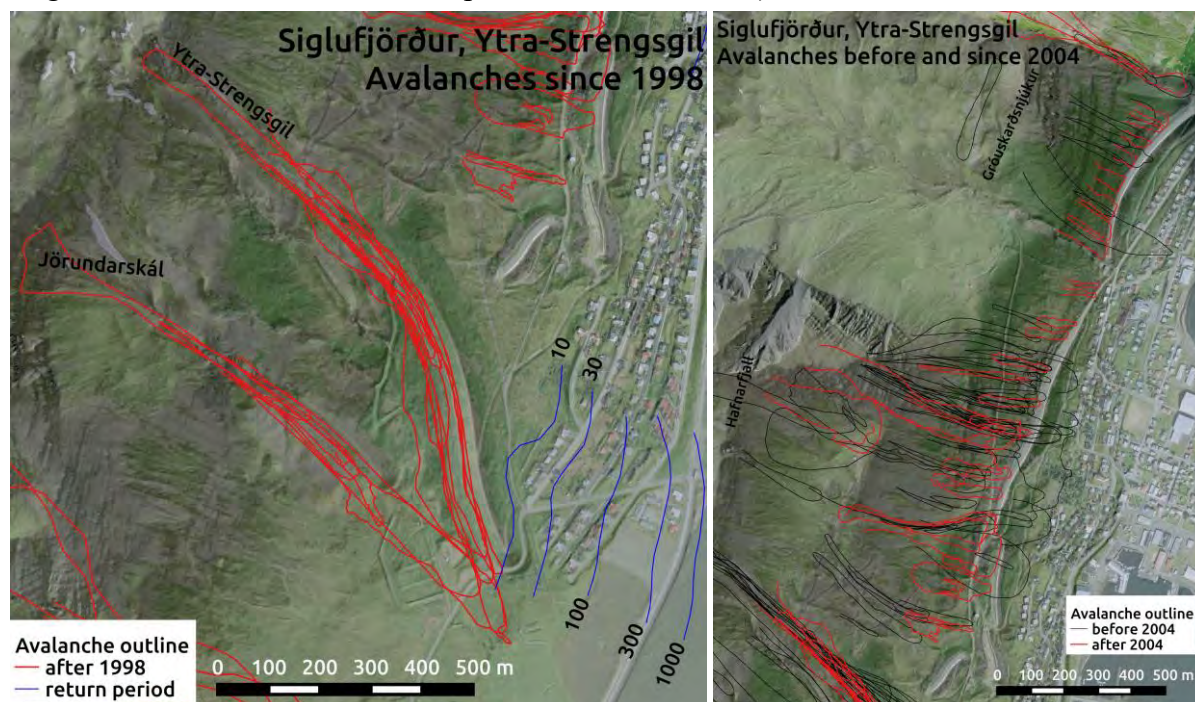 Siglufjörður, Ytra-Strengsgil
Avalanches since 1998
Ytra-Strengsgil
Jörundarskál
10
30
100
300
1000
Avalanche outline
after 1998
return period
0 100 200 300 400 500 m
Siglufjörður, Ytra-Strengsgil
Avalanches before and since 2004
Gróuskarðshnjúkur
Hafnarfjall
Avalanche outline
before 2004
after 2004
0 100 200 300 400 500 m